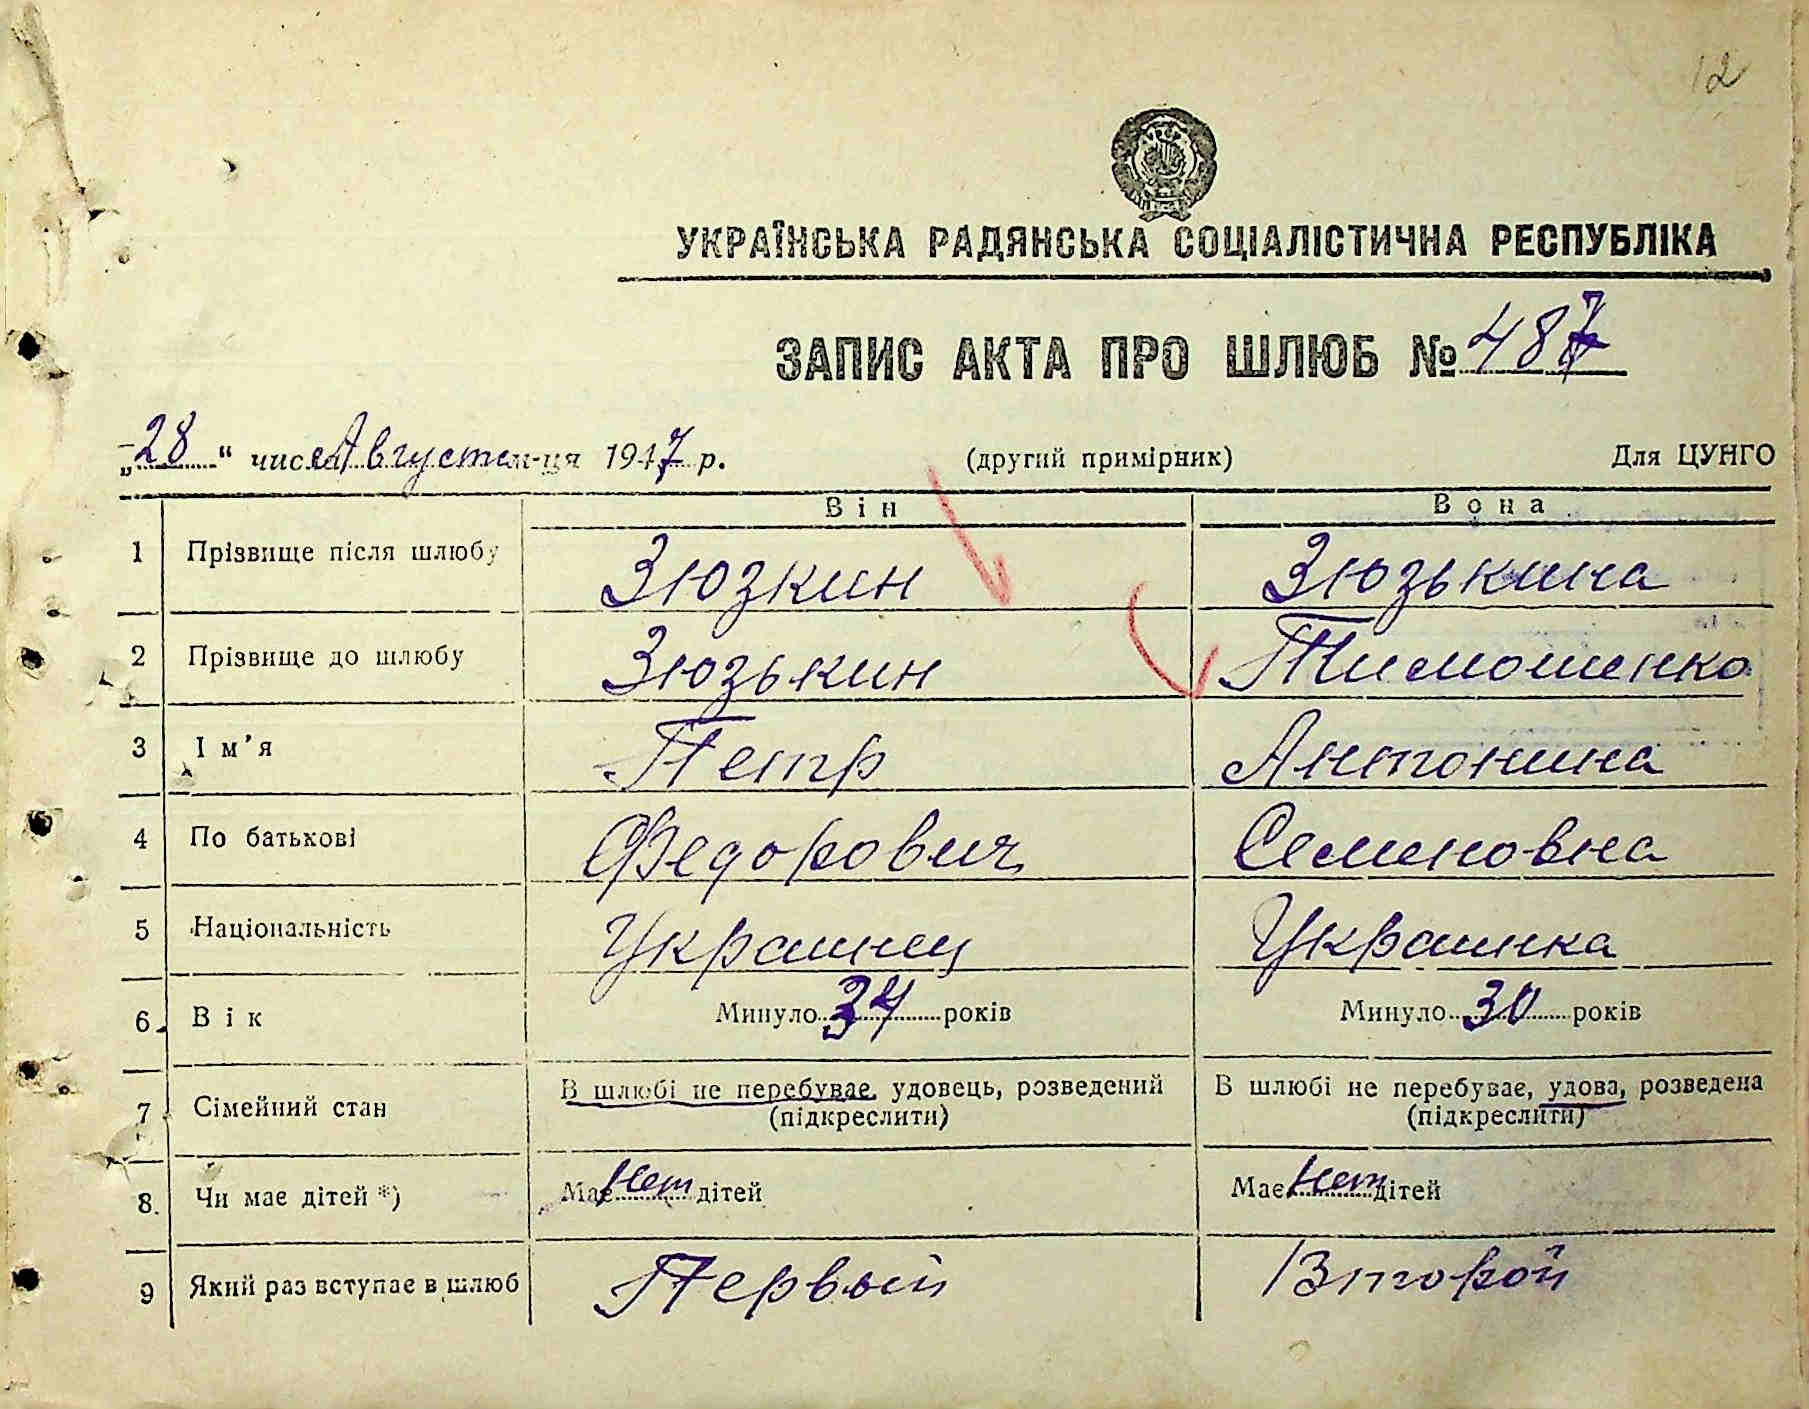 12
УКРАЇНСЬКА РАДЯНСЬКА СОЦІАЛІСТИЧНА РЕСПУБЛІКА
ЗАПИС АКТА ПРО ШЛЮБ № 487
„28“ числа Августа м-ця 1947 р. (другий примірник) Для ЦУНГО
Він Вона
1 Прізвище після шлюбу Зюзкин Зюзькина
2 Прізвище до шлюбу Зюзькин Тимошенко
3 Ім'я Петр Антонина
4 По батькові Федорович Семеновна
5 Національність Украинец Украинка
6. Вік Минуло 34 років Минуло 30 років
7 Сімейний стан В шлюбі не перебуває, удовець, розведений В шлюбі не перебуває, удова, розведена
(підкреслити) (підкреслити)
8. Чи має дітей *) Має Нет дітей Має Нет дітей
9 Який раз вступає в шлюб Первый Второй